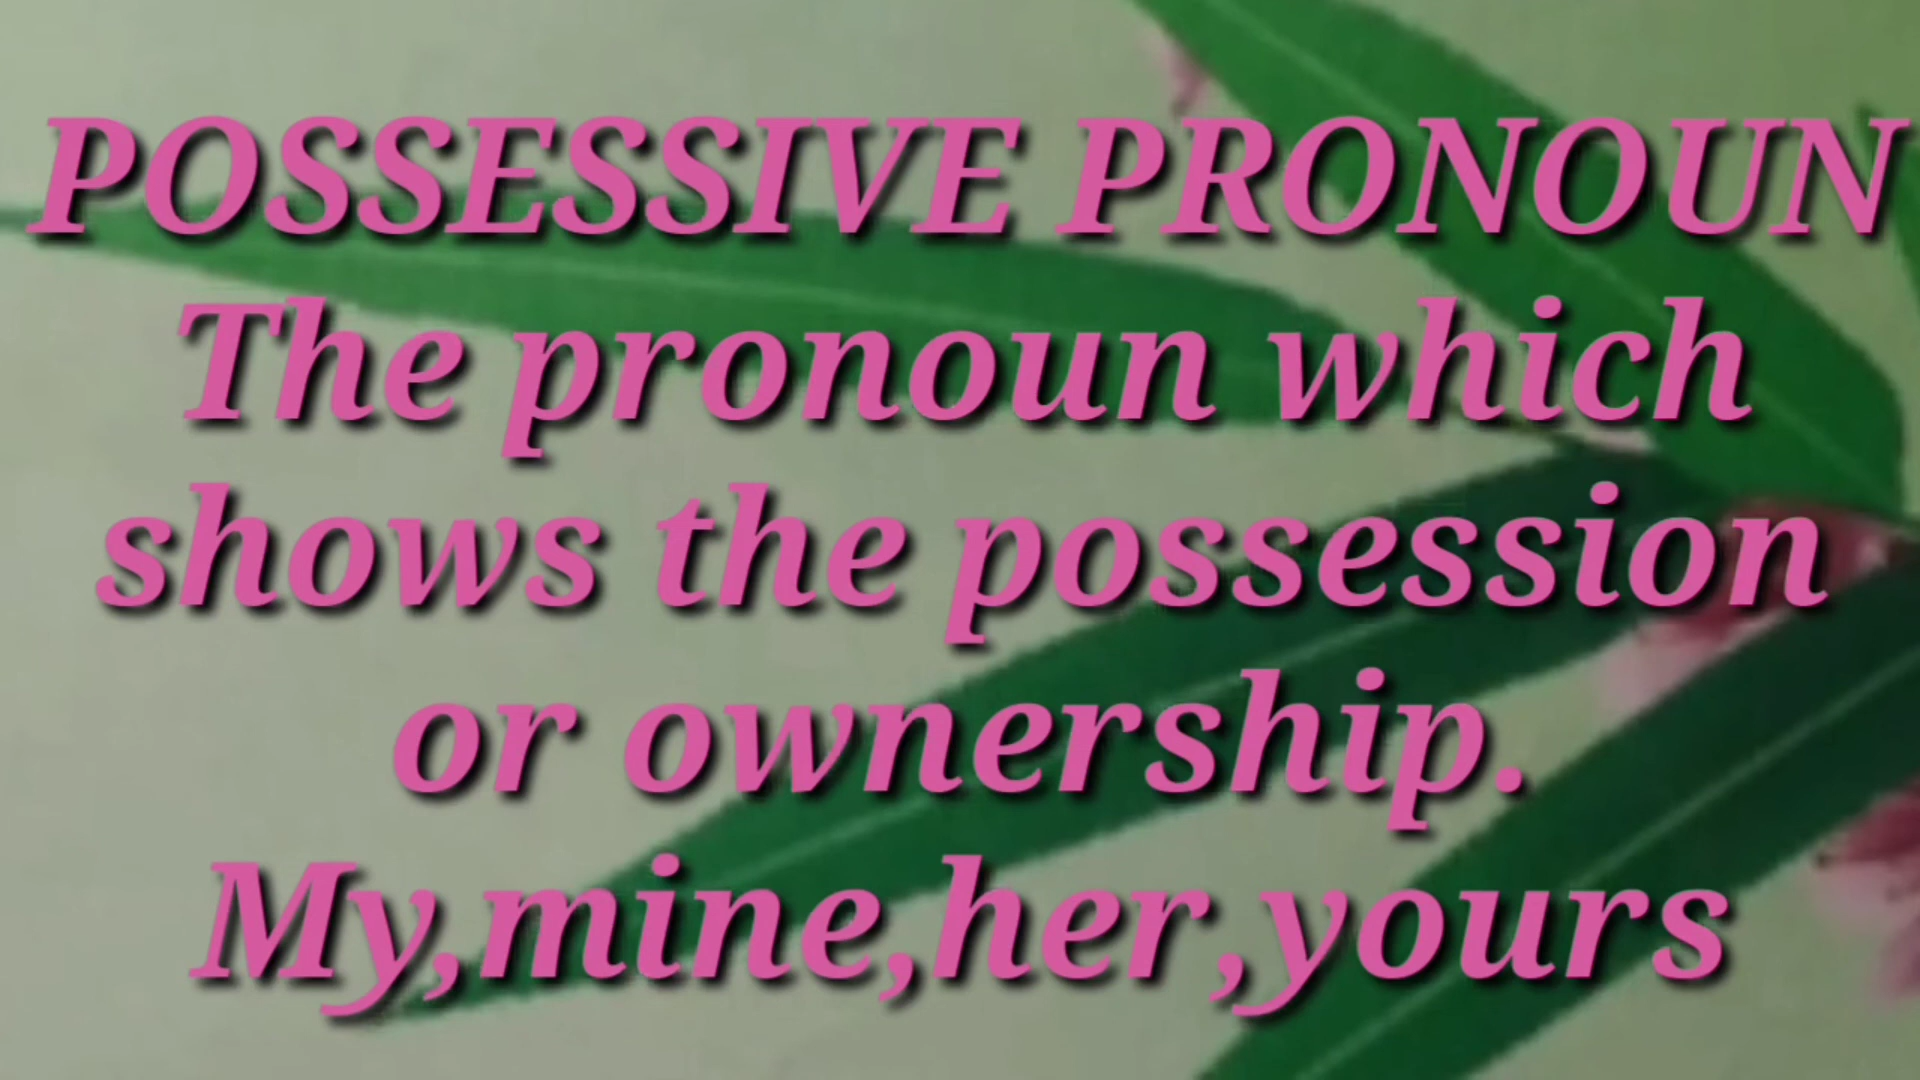 POSSESSIVE PRONOUN
The pronoun which
shows the possession
or ownership.
My,mine,her,yours